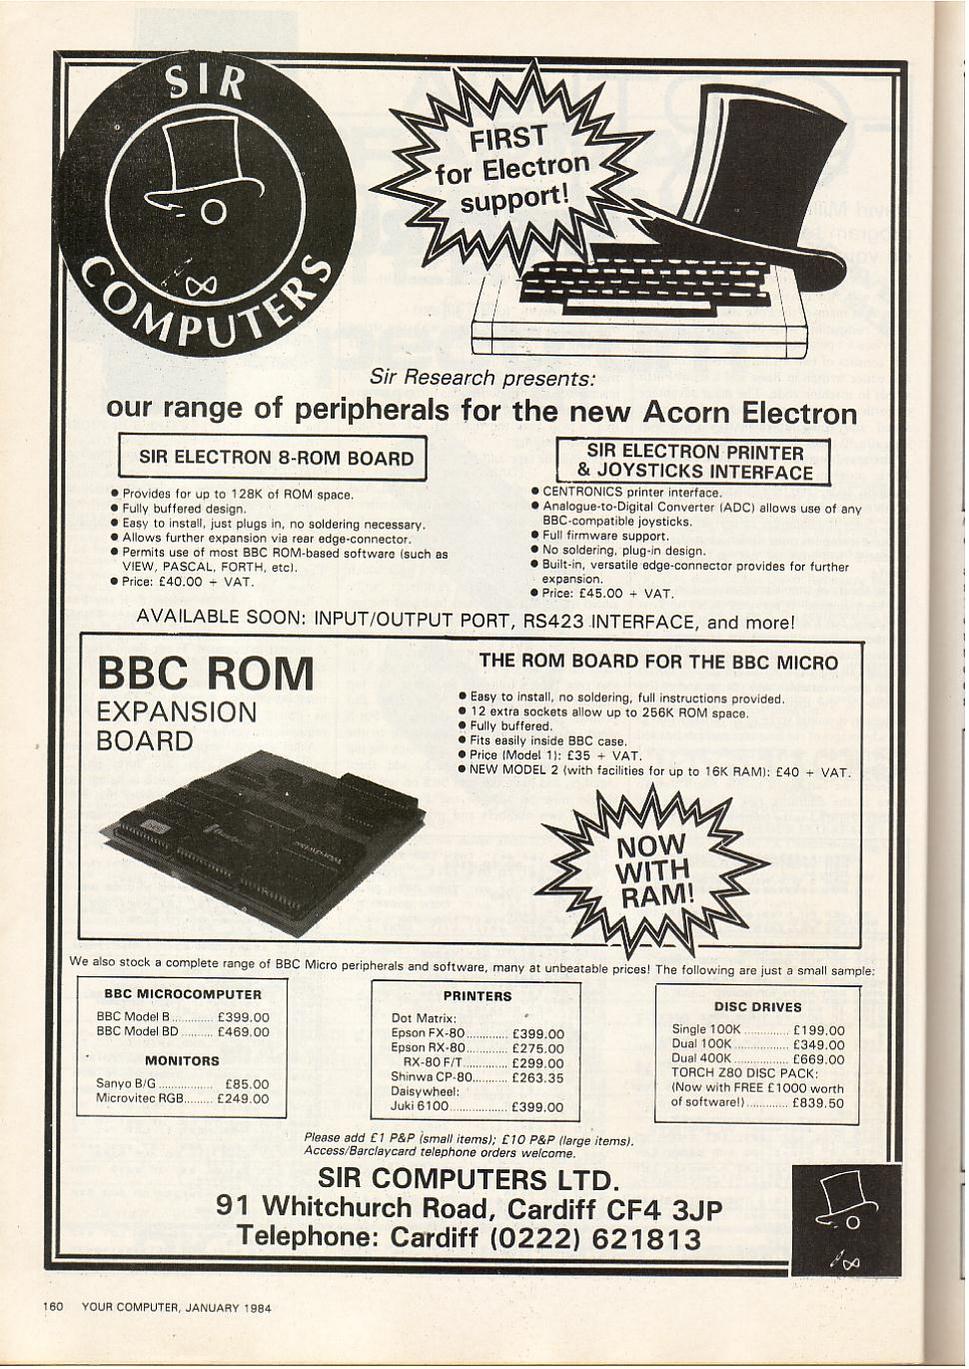 SIR
COMPUTERS
FIRST
for Electron
support!
Sir Research presents:
our range of peripherals for the new Acorn Electron
SIR ELECTRON 8-ROM BOARD
● Provides for up to 128K of ROM space.
● Fully buffered design.
● Easy to install, just plugs in, no soldering necessary.
● Allows further expansion via rear edge-connector.
● Permits use of most BBC ROM-based software (such as
VIEW, PASCAL, FORTH, etc).
● Price: £40.00 + VAT.
SIR ELECTRON PRINTER
& JOYSTICKS INTERFACE
● CENTRONICS printer interface.
● Analogue-to-Digital Converter (ADC) allows use of any
BBC-compatible joysticks.
● Full firmware support.
● No soldering, plug-in design.
● Built-in, versatile edge-connector provides for further
expansion.
● Price: £45.00 + VAT.
AVAILABLE SOON: INPUT/OUTPUT PORT, RS423 INTERFACE, and more!
BBC ROM
EXPANSION
BOARD
THE ROM BOARD FOR THE BBC MICRO
● Easy to install, no soldering, full instructions provided.
● 12 extra sockets allow up to 256K ROM space.
● Fully buffered.
● Fits easily inside BBC case.
● Price (Model 1): £35 + VAT.
● NEW MODEL 2 (with facilities for up to 16K RAM): £40 + VAT.
NOW
WITH
RAM!
We also stock a complete range of BBC Micro peripherals and software, many at unbeatable prices! The following are just a small sample:
BBC MICROCOMPUTER
BBC Model B ............ £399.00
BBC Model BD ......... £469.00
MONITORS
Sanyo B/G ................ £85.00
Microvitec RGB........ £249.00
PRINTERS
Dot Matrix:
Epson FX-80............. £399.00
Epson RX-80............. £275.00
RX-80 F/T.............. £299.00
Shinwa CP-80........... £263.35
Daisywheel:
Juki 6100.................. £399.00
DISC DRIVES
Single 100K .............. £199.00
Dual 100K................. £349.00
Dual 400K................. £669.00
TORCH Z80 DISC PACK:
(Now with FREE £1000 worth
of software!)............. £839.50
Please add £1 P&P (small items); £10 P&P (large items).
Access/Barclaycard telephone orders welcome.
SIR COMPUTERS LTD.
91 Whitchurch Road, Cardiff CF4 3JP
Telephone: Cardiff (0222) 621813
160 YOUR COMPUTER, JANUARY 1984